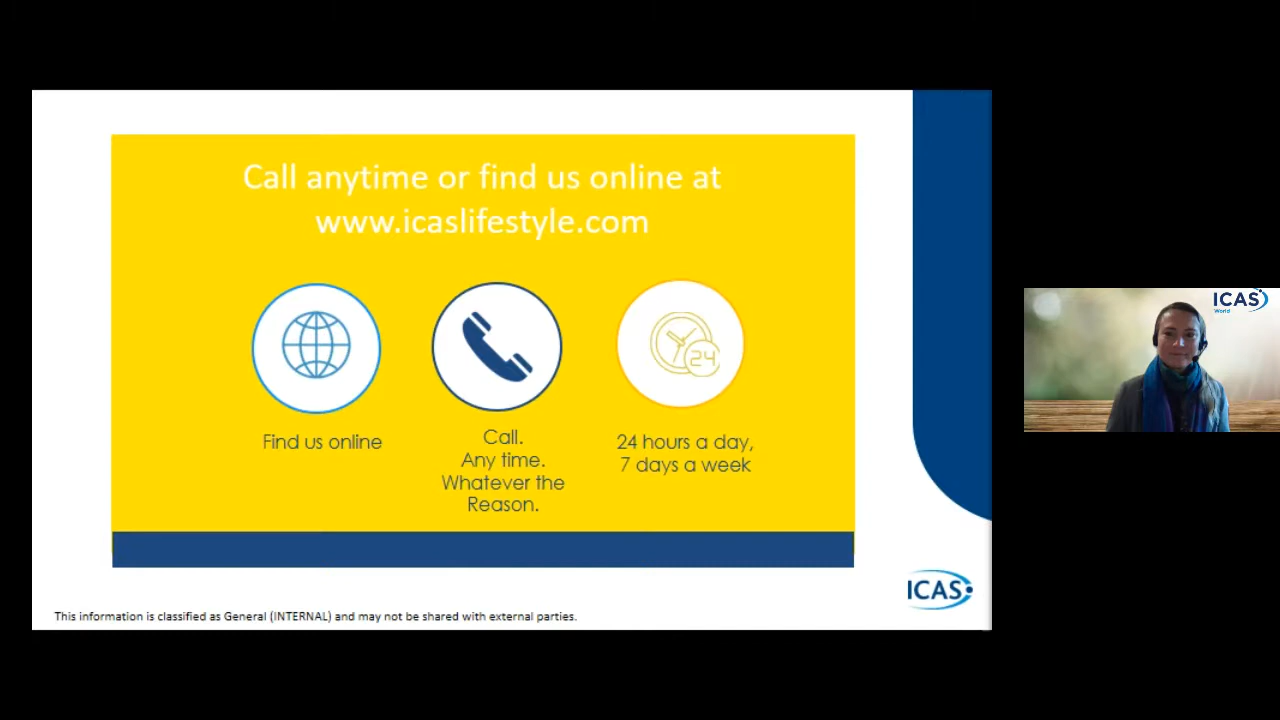 Call anytime or find us online at
www.icaslifestyle.com
24
Find us online
Call.
Any time.
Whatever the
Reason.
24 hours a day,
7 days a week
ICAS
This information is classified as General (INTERNAL) and may not be shared with external parties.
ICAS
World